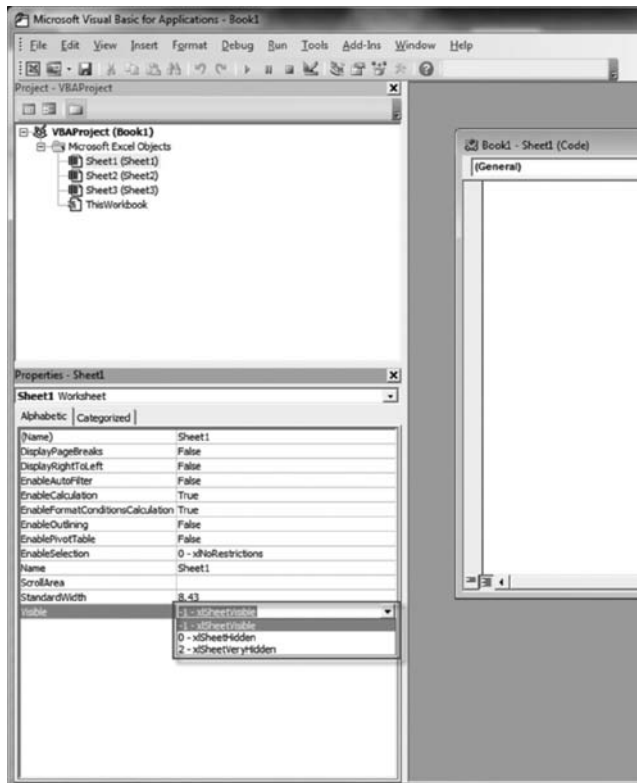 Microsoft Visual Basic for Applications - Book1
File Edit View Insert Format Debug Run Tools Add-Ins Window Help
Project - VBAProject
VBAProject (Book1)
Microsoft Excel Objects
Sheet1 (Sheet1)
Sheet2 (Sheet2)
Sheet3 (Sheet3)
ThisWorkbook
Book1 - Sheet1 (Code)
(General)
Properties - Sheet1
Sheet1 Worksheet
Alphabetic Categorized
(Name) Sheet1
DisplayPageBreaks False
DisplayRightToLeft False
EnableAutoFilter False
EnableCalculation True
EnableFormatConditionsCalculation True
EnableOutlining False
EnablePivotTable False
EnableSelection 0 - xlNoRestrictions
Name Sheet1
ScrollArea
StandardWidth 8.43
Visible -1 - xlSheetVisible
-1 - xlSheetVisible
0 - xlSheetHidden
2 - xlSheetVeryHidden